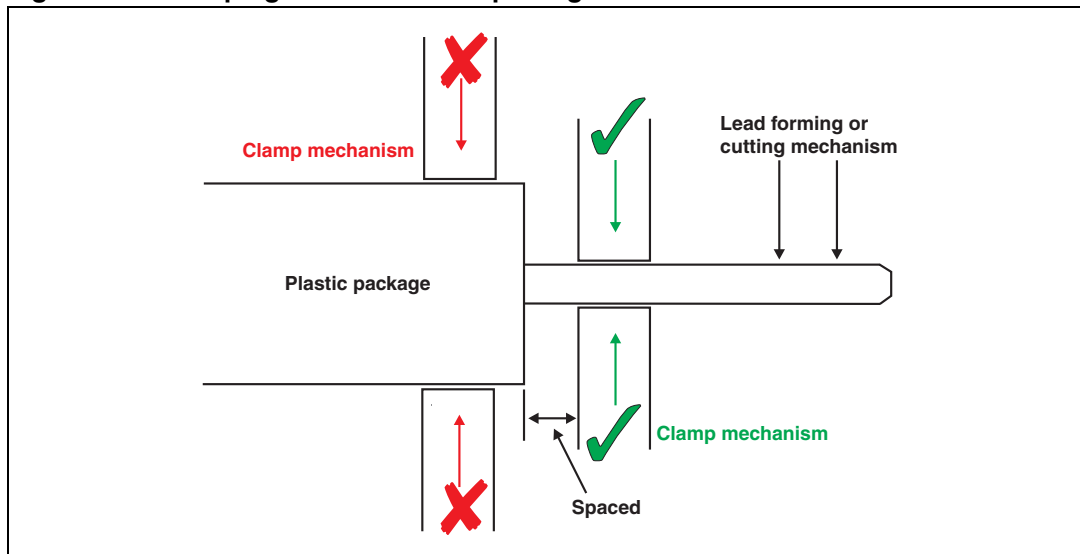 Clamp mechanism
Lead forming or
cutting mechanism
Plastic package
Clamp mechanism
Spaced